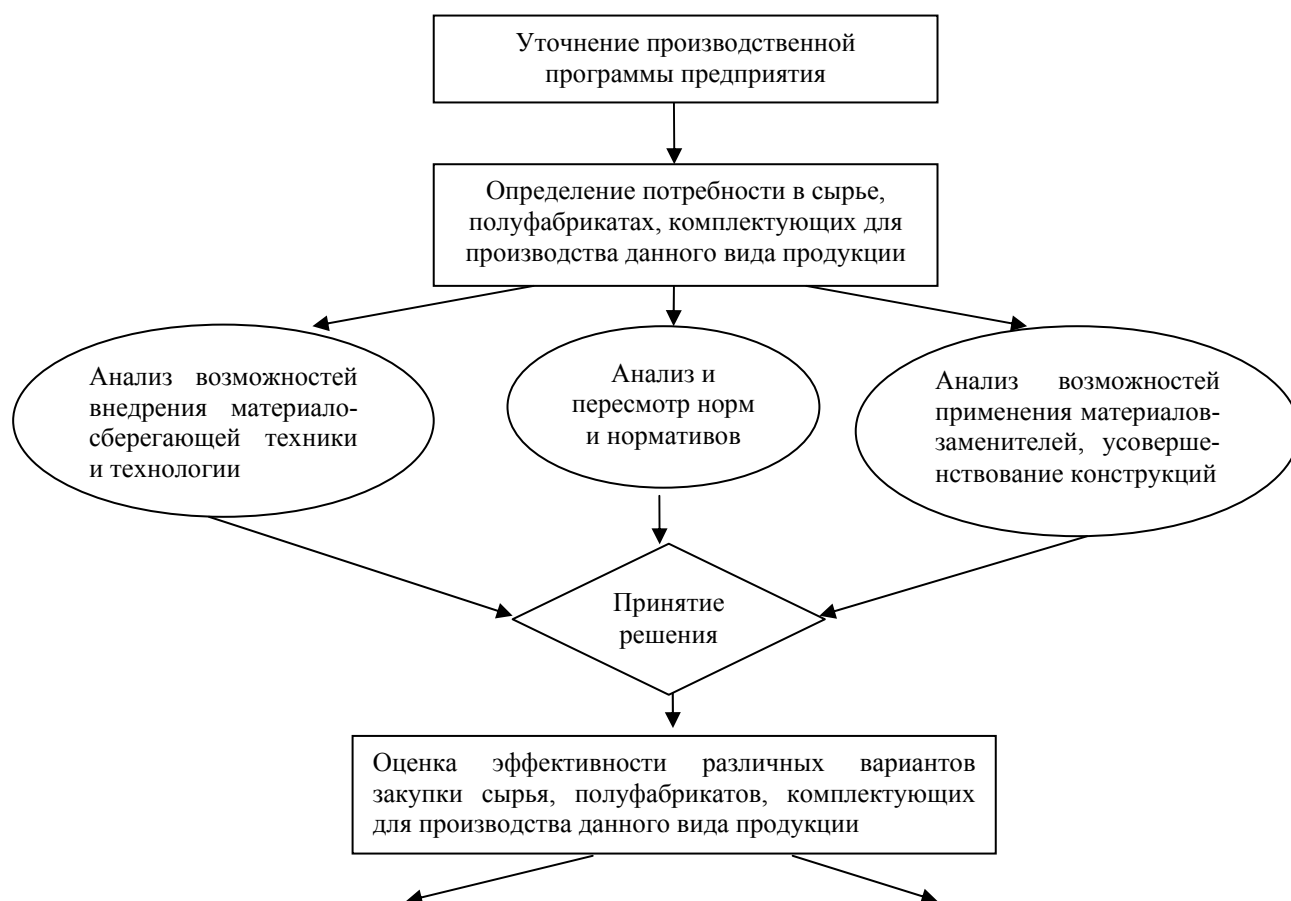 Уточнение производственной
программы предприятия
Определение потребности в сырье,
полуфабрикатах, комплектующих для
производства данного вида продукции
Анализ возможностей
внедрения материало-
сберегающей техники
и технологии
Анализ и
пересмотр норм
и нормативов
Анализ возможностей
применения материалов-
заменителей, усоверше-
нствование конструкций
Принятие
решения
Оценка эффективности различных вариантов
закупки сырья, полуфабрикатов, комплектующих
для производства данного вида продукции